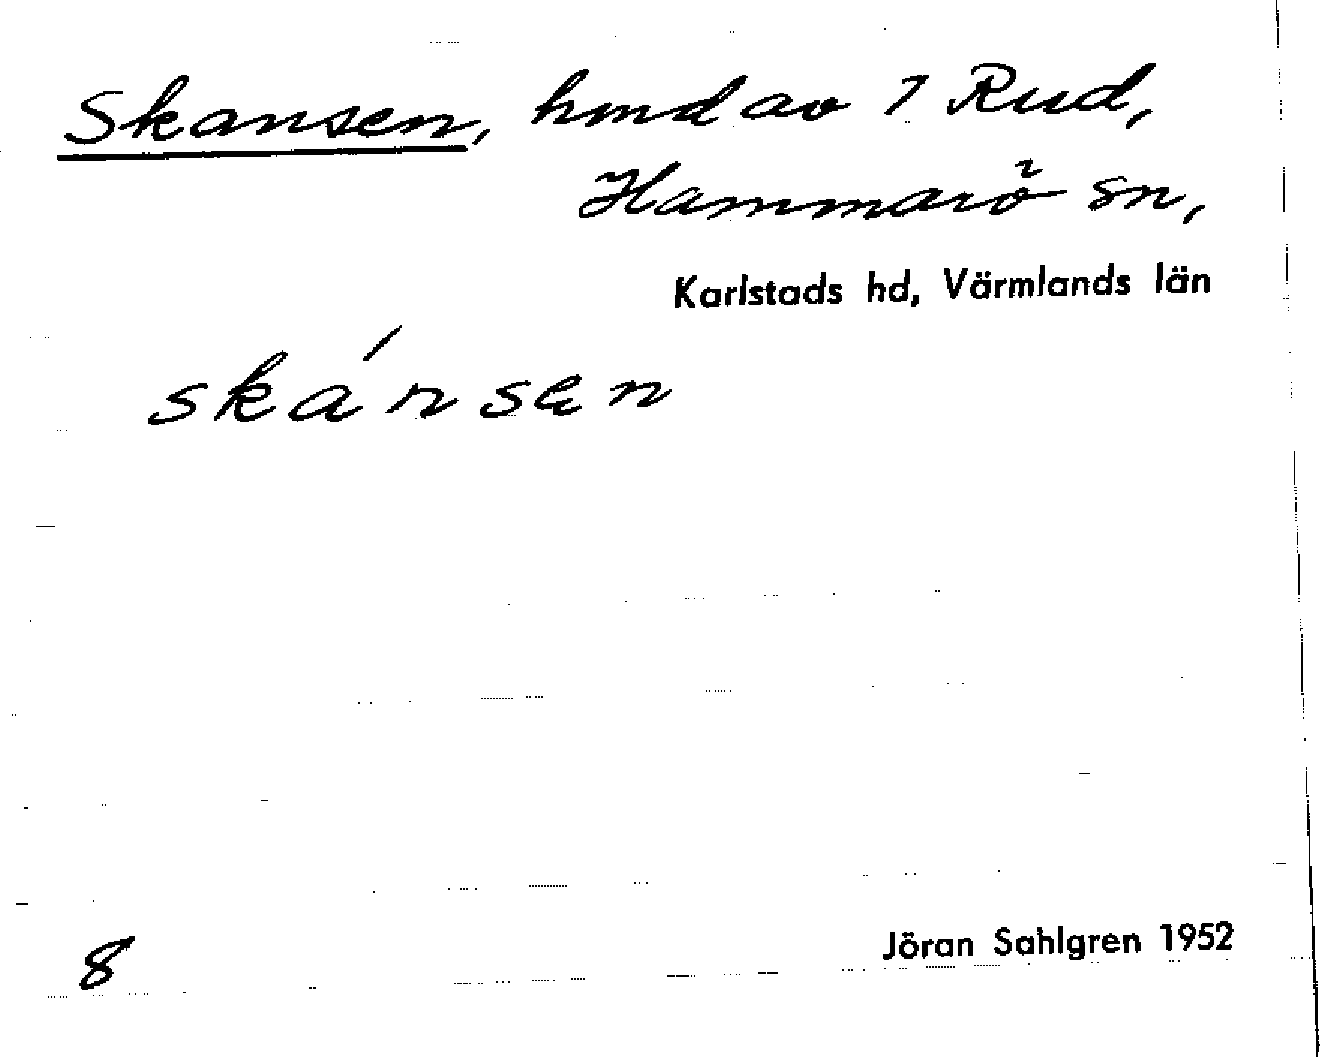 Skansen, hmd av 1 Rud,
Hammarö sn,
Karlstads hd, Värmlands län
skánsen
8
Jöran Sahlgren 1952